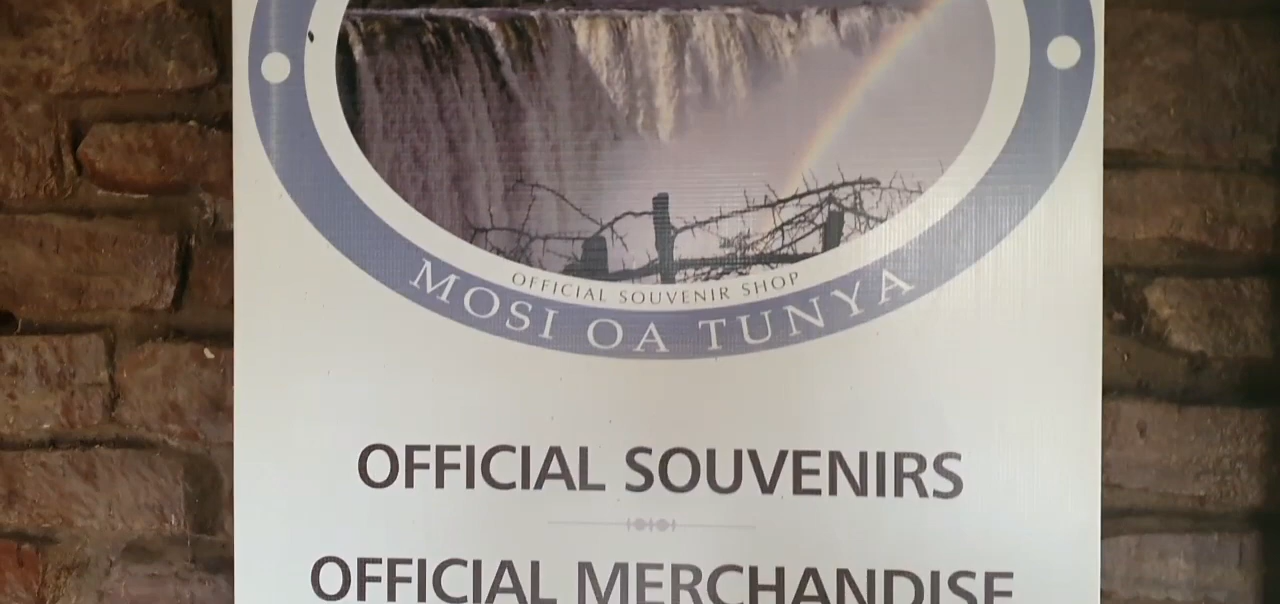 OFFICIAL SOUVENIR SHOP
MOSI OA TUNYA
OFFICIAL SOUVENIRS
OFFICIAL MERCHANDISE